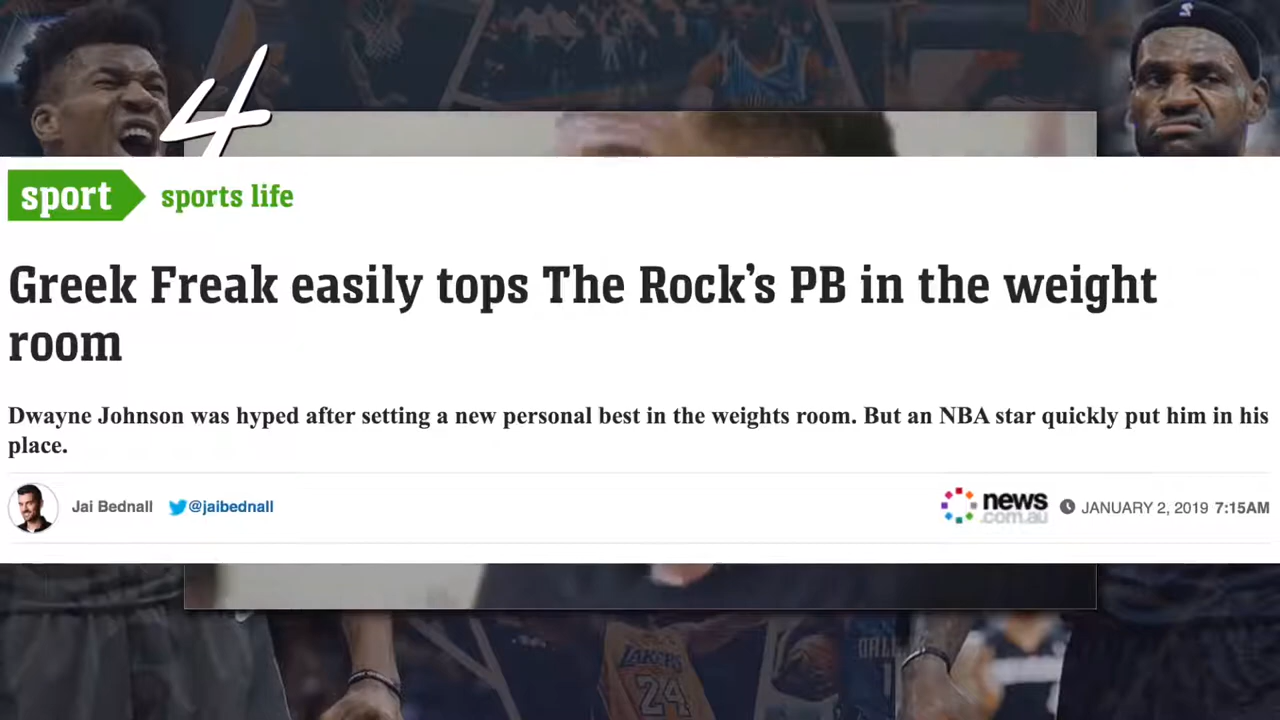 4
sport sports life
Greek Freak easily tops The Rock’s PB in the weight
room
Dwayne Johnson was hyped after setting a new personal best in the weights room. But an NBA star quickly put him in his
place.
Jai Bednall @jaibednall news.com.au JANUARY 2, 2019 7:15AM
LAKERS
24